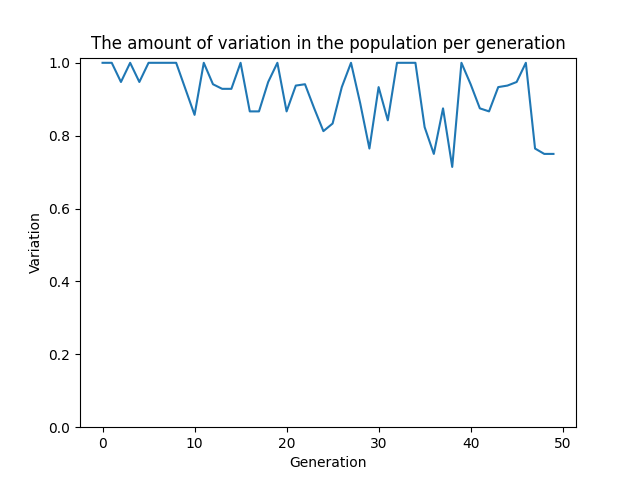 The amount of variation in the population per generation
1.0
0.8
0.6
0.4
0.2
0.0
Variation
0 10 20 30 40 50
Generation